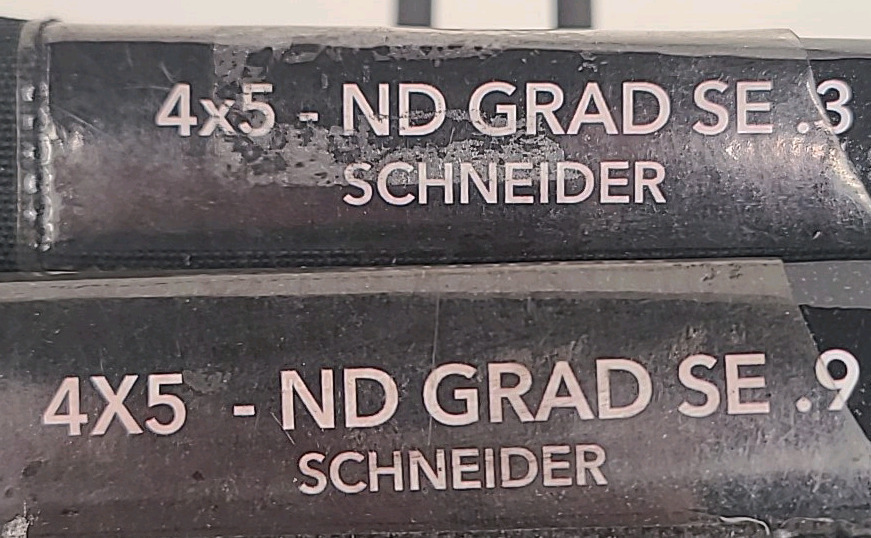 4x5 - ND GRAD SE .3
SCHNEIDER
4X5 - ND GRAD SE .9
SCHNEIDER